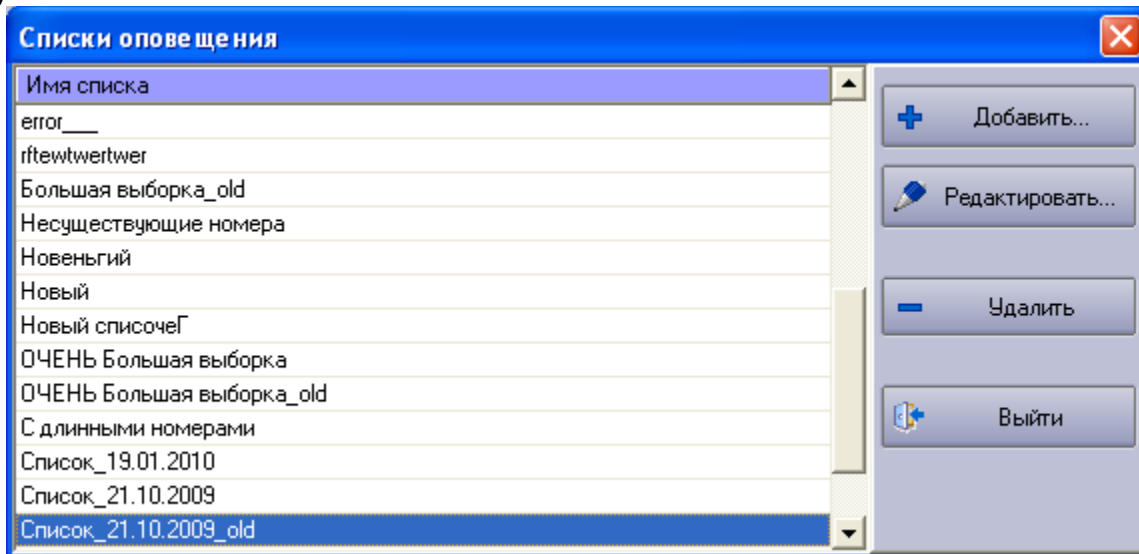 Списки оповещения
Имя списка
error___
rftewtwertwer
Большая выборка_old
Несуществующие номера
Новеньгий
Новый
Новый списочеГ
ОЧЕНЬ Большая выборка
ОЧЕНЬ Большая выборка_old
С длинными номерами
Список_19.01.2010
Список_21.10.2009
Список_21.10.2009_old
Добавить...
Редактировать...
Удалить
Выйти